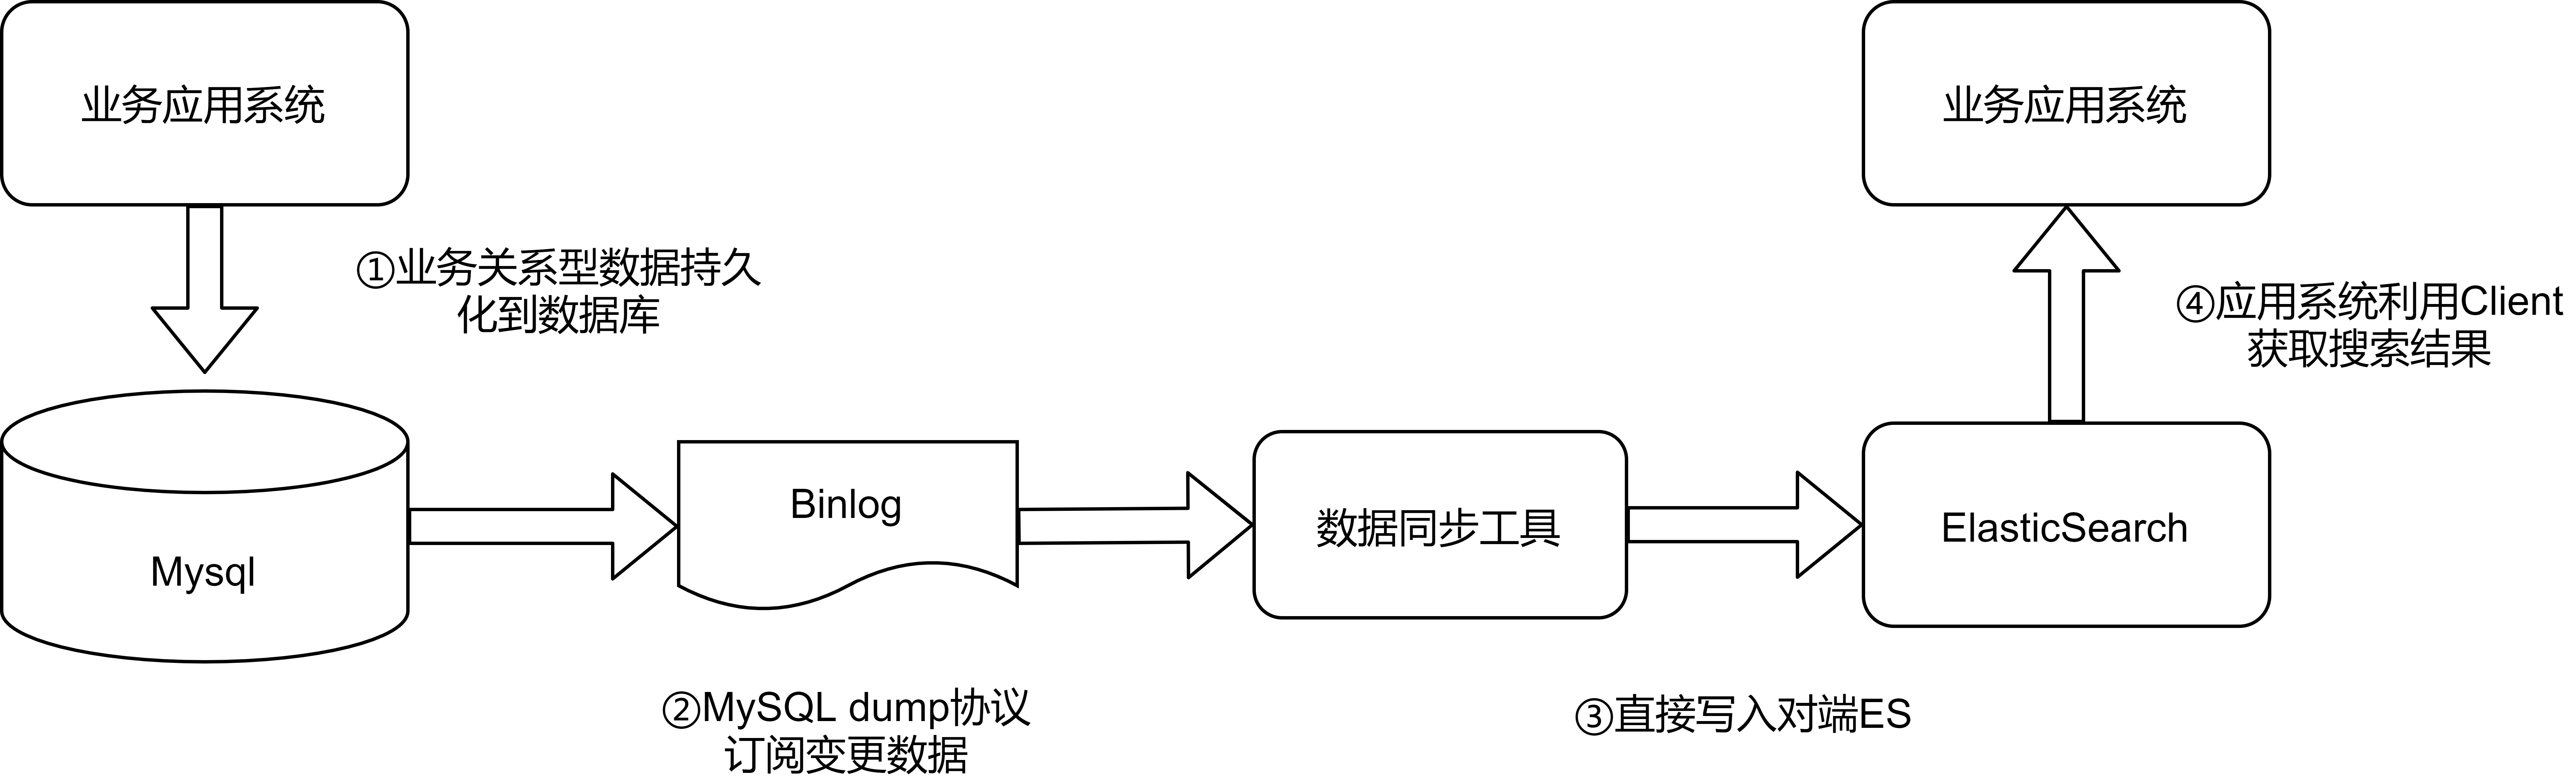 业务应用系统
业务应用系统
①业务关系型数据持久
化到数据库
④应用系统利用Client
获取搜索结果
Mysql
Binlog
数据同步工具
ElasticSearch
②MySQL dump协议
订阅变更数据
③直接写入对端ES